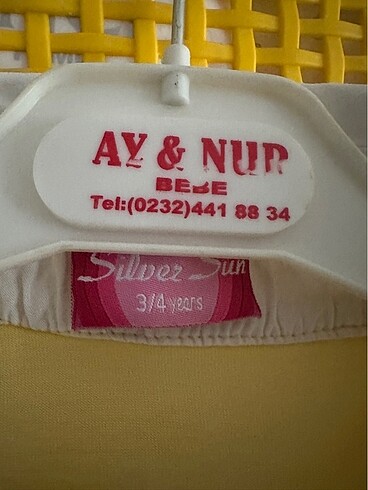 AY & NUR
BEBE
Tel:(0232)441 88 34
Silver Sun
3/4 years